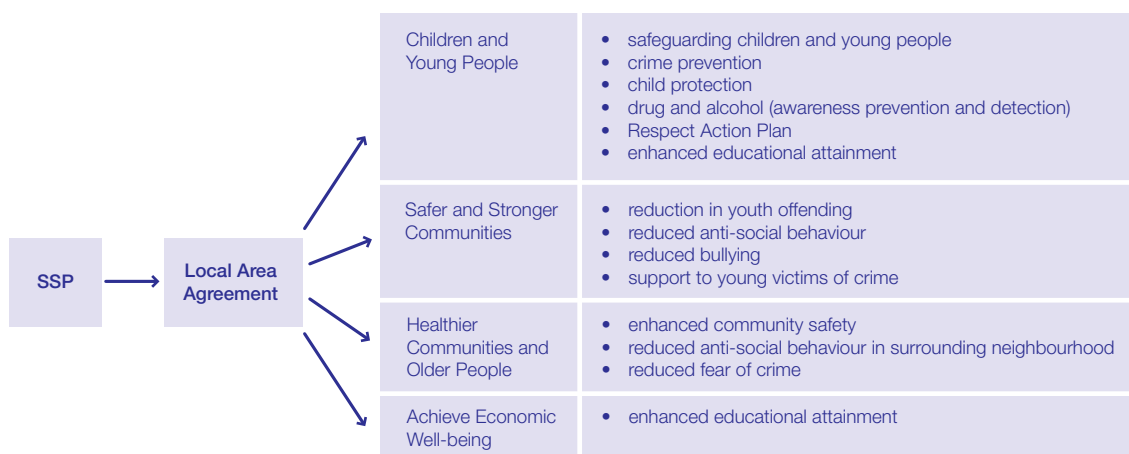 SSP
Local Area
Agreement
Children and
Young People
• safeguarding children and young people
• crime prevention
• child protection
• drug and alcohol (awareness prevention and detection)
• Respect Action Plan
• enhanced educational attainment
Safer and Stronger
Communities
• reduction in youth offending
• reduced anti-social behaviour
• reduced bullying
• support to young victims of crime
Healthier
Communities and
Older People
• enhanced community safety
• reduced anti-social behaviour in surrounding neighbourhood
• reduced fear of crime
Achieve Economic
Well-being
• enhanced educational attainment